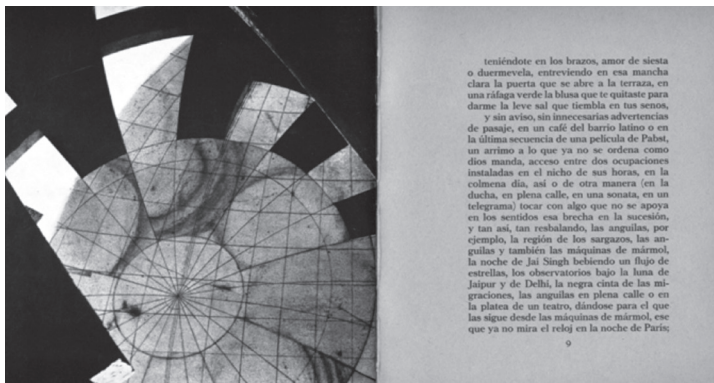 teniéndote en los brazos, amor de siesta
o duermevela, entreviendo en esa mancha
clara la puerta que se abre a la terraza, en
una ráfaga verde la blusa que te quitaste para
darme la leve sal que tiembla en tus senos,
y sin aviso, sin innecesarias advertencias
de pasaje, en un café del barrio latino o en
la última secuencia de una película de Pabst,
un arrimo a lo que ya no se ordena como
dios manda, acceso entre dos ocupaciones
instaladas en el nicho de sus horas, en la
colmena día, así o de otra manera (en la
ducha, en plena calle, en una sonata, en un
telegrama) tocar con algo que no se apoya
en los sentidos esa brecha en la sucesión,
y tan así, tan resbalando, las anguilas, por
ejemplo, la región de los sargazos, las an-
guilas y también las máquinas de mármol,
la noche de Jai Singh bebiendo un flujo de
estrellas, los observatorios bajo la luna de
Jaipur y de Delhi, la negra cinta de las mi-
graciones, las anguilas en plena calle o en
la platea de un teatro, dándose para el que
las sigue desde las máquinas de mármol, ese
que ya no mira el reloj en la noche de París;
9